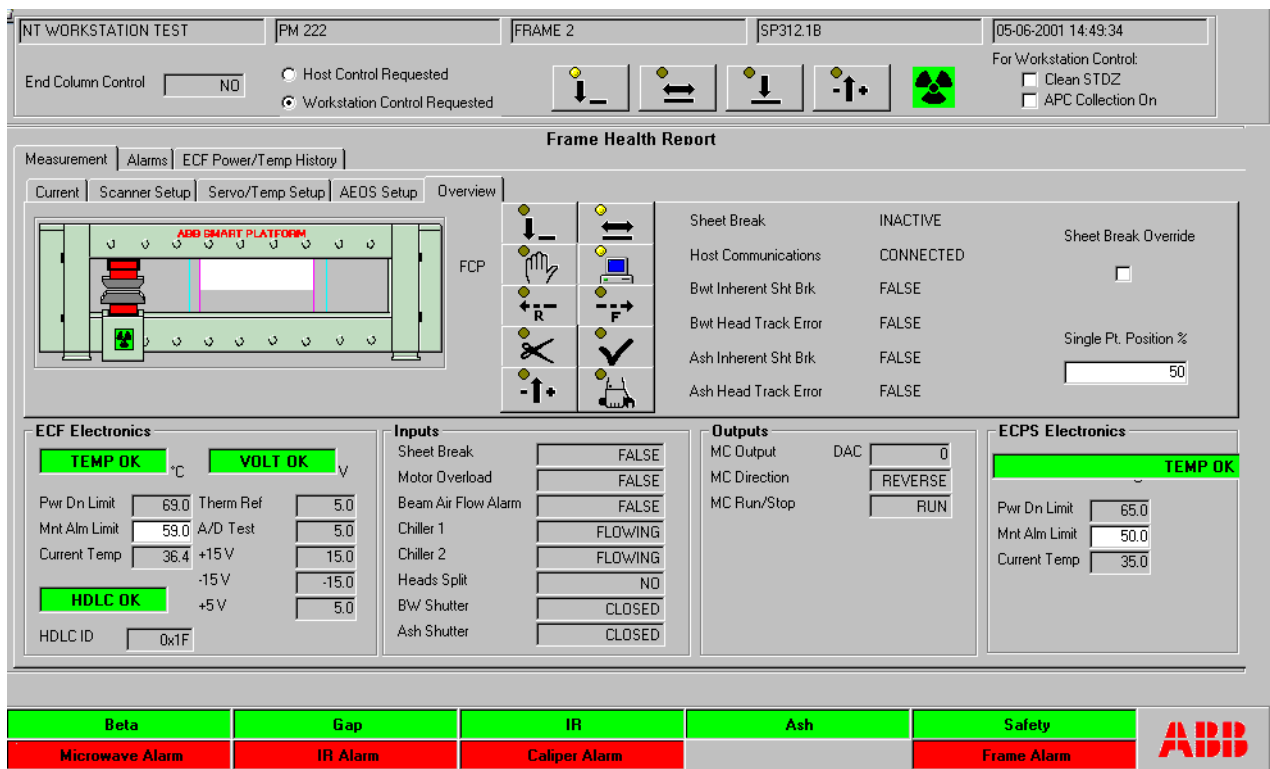 NT WORKSTATION TEST PM 222 FRAME 2 SP312.1B 05-06-2001 14:49:34
For Workstation Control:
End Column Control NO Host Control Requested Clean STDZ
Workstation Control Requested APC Collection On
Frame Health Report
Measurement Alarms ECF Power/Temp History
Current Scanner Setup Servo/Temp Setup AEOS Setup Overview
ABB SMART PLATFORM
FCP
R F
Sheet Break INACTIVE
Host Communications CONNECTED
Bwt Inherent Sht Brk FALSE
Bwt Head Track Error FALSE
Ash Inherent Sht Brk FALSE
Ash Head Track Error FALSE
Sheet Break Override
Single Pt. Position %
50
ECF Electronics
TEMP OK °C VOLT OK V
Pwr Dn Limit 69.0 Therm Ref 5.0
Mnt Alm Limit 59.0 A/D Test 5.0
Current Temp 36.4 +15 V 15.0
-15 V -15.0
HDLC OK +5 V 5.0
HDLC ID 0x1F
Inputs
Sheet Break FALSE
Motor Overload FALSE
Beam Air Flow Alarm FALSE
Chiller 1 FLOWING
Chiller 2 FLOWING
Heads Split NO
BW Shutter CLOSED
Ash Shutter CLOSED
Outputs
MC Output DAC 0
MC Direction REVERSE
MC Run/Stop RUN
ECPS Electronics
TEMP OK
Pwr Dn Limit 65.0
Mnt Alm Limit 50.0
Current Temp 35.0
Beta Gap IR Ash Safety
Microwave Alarm IR Alarm Caliper Alarm Frame Alarm
ABB